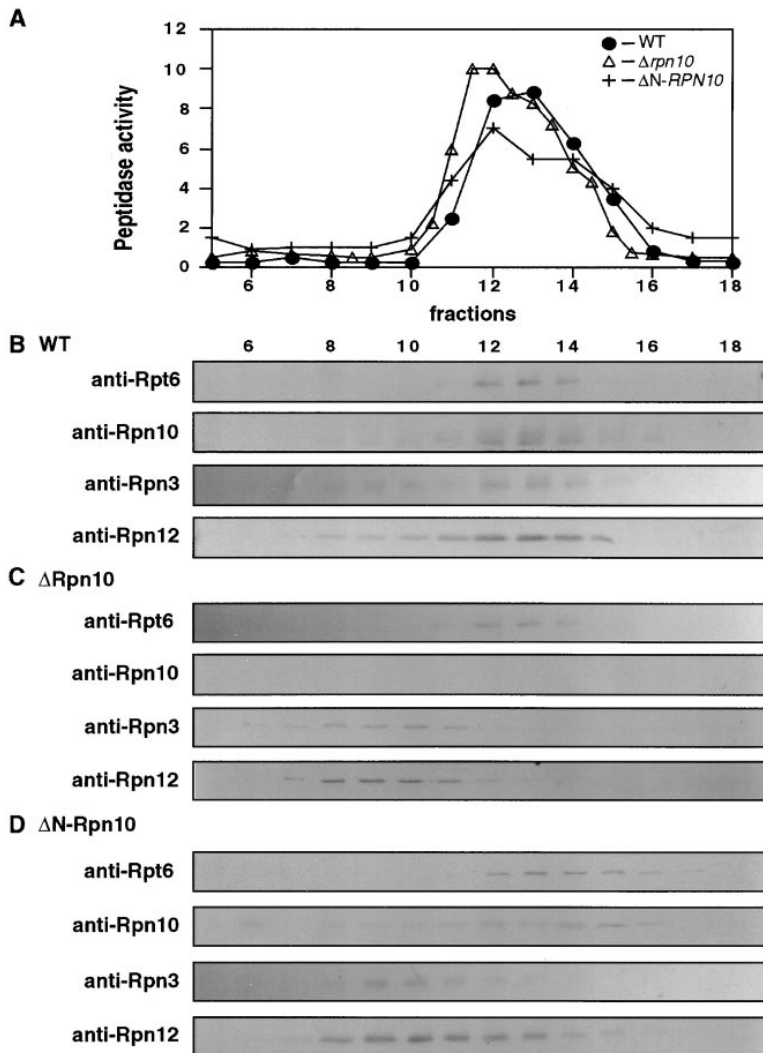 A
Peptidase activity
12
10
8
6
4
2
0
WT
Δrpn10
ΔN-RPN10
6 8 10 12 14 16 18
fractions
B WT
6 8 10 12 14 16 18
anti-Rpt6
anti-Rpn10
anti-Rpn3
anti-Rpn12
C ΔRpn10
anti-Rpt6
anti-Rpn10
anti-Rpn3
anti-Rpn12
D ΔN-Rpn10
anti-Rpt6
anti-Rpn10
anti-Rpn3
anti-Rpn12